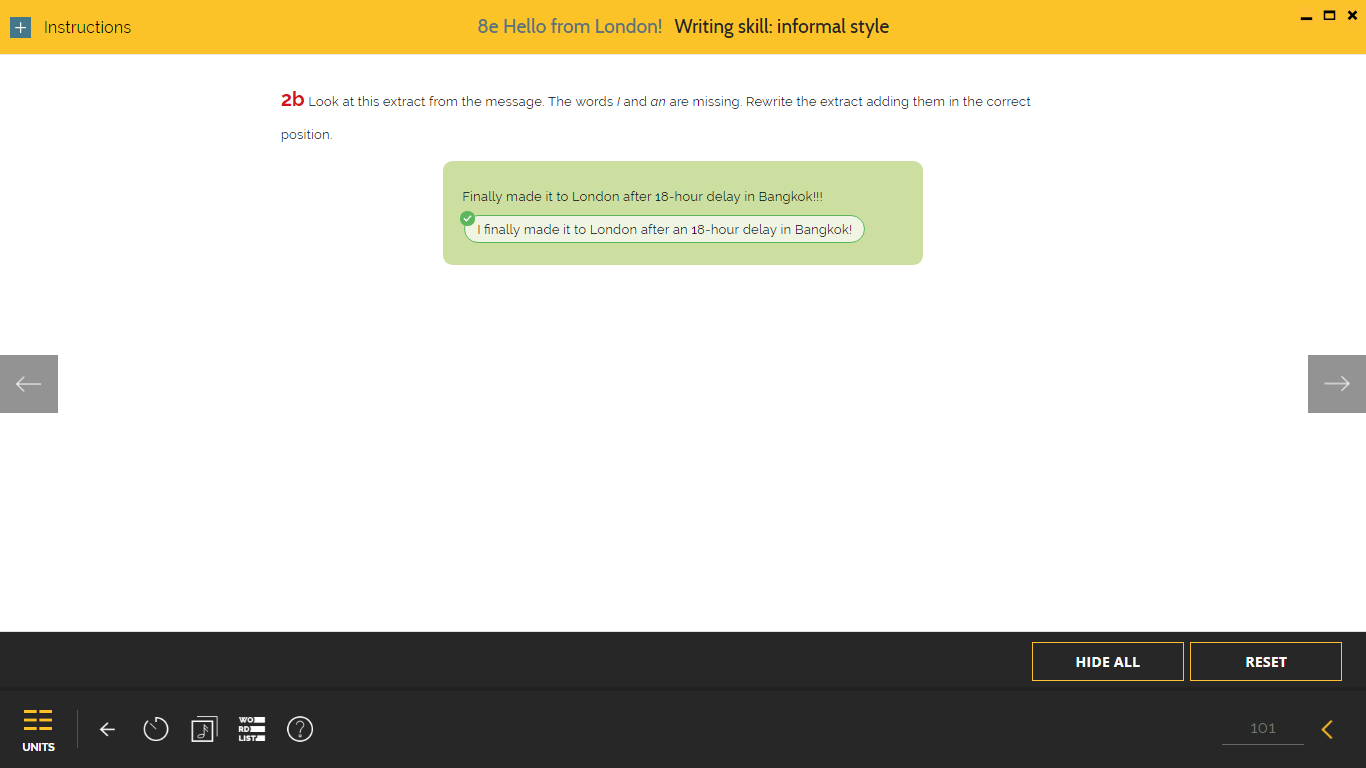 Instructions
8e Hello from London! Writing skill: informal style
2b Look at this extract from the message. The words I and an are missing. Rewrite the extract adding them in the correct
position.
Finally made it to London after 18-hour delay in Bangkok!!!
I finally made it to London after an 18-hour delay in Bangkok!
HIDE ALL
RESET
UNITS
WO
RD
LIST
101